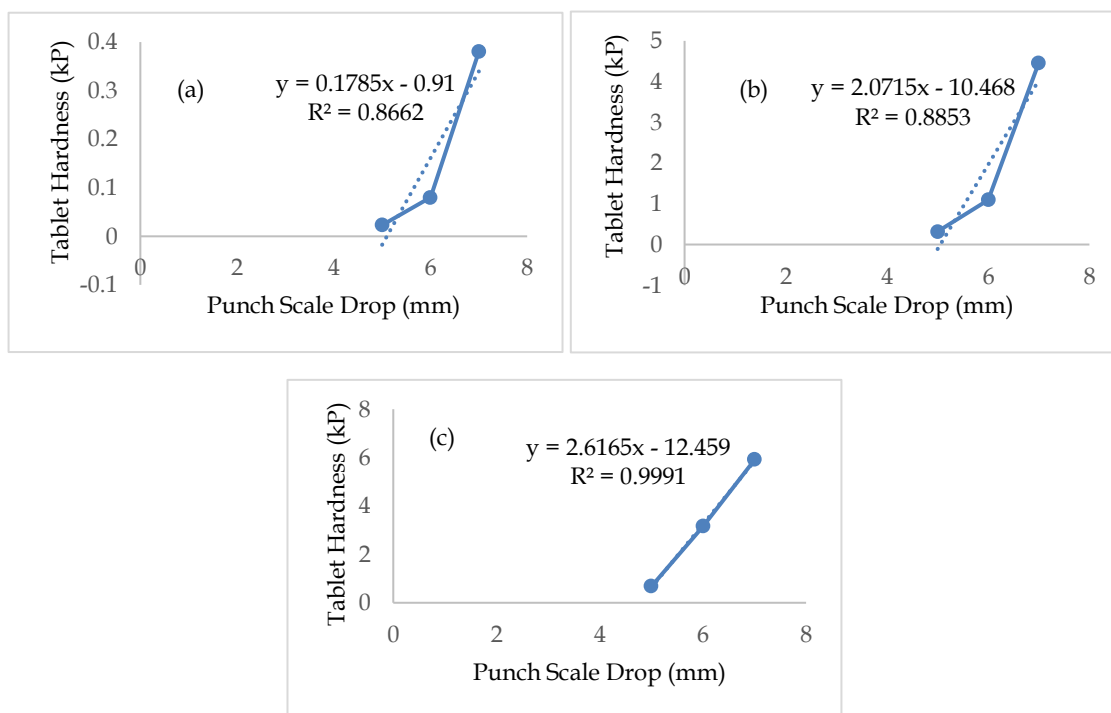 Tablet Hardness (kP)
0.4
0.3
0.2
0.1
0
-0.1
(a)
y = 0.1785x - 0.91
R² = 0.8662
0 2 4 6 8
Punch Scale Drop (mm)
Tablet Hardness (kP)
5
4
3
2
1
0
-1
(b)
y = 2.0715x - 10.468
R² = 0.8853
0 2 4 6 8
Punch Scale Drop (mm)
Tablet Hardness (kP)
8
6
4
2
0
(c)
y = 2.6165x - 12.459
R² = 0.9991
0 2 4 6 8
Punch Scale Drop (mm)